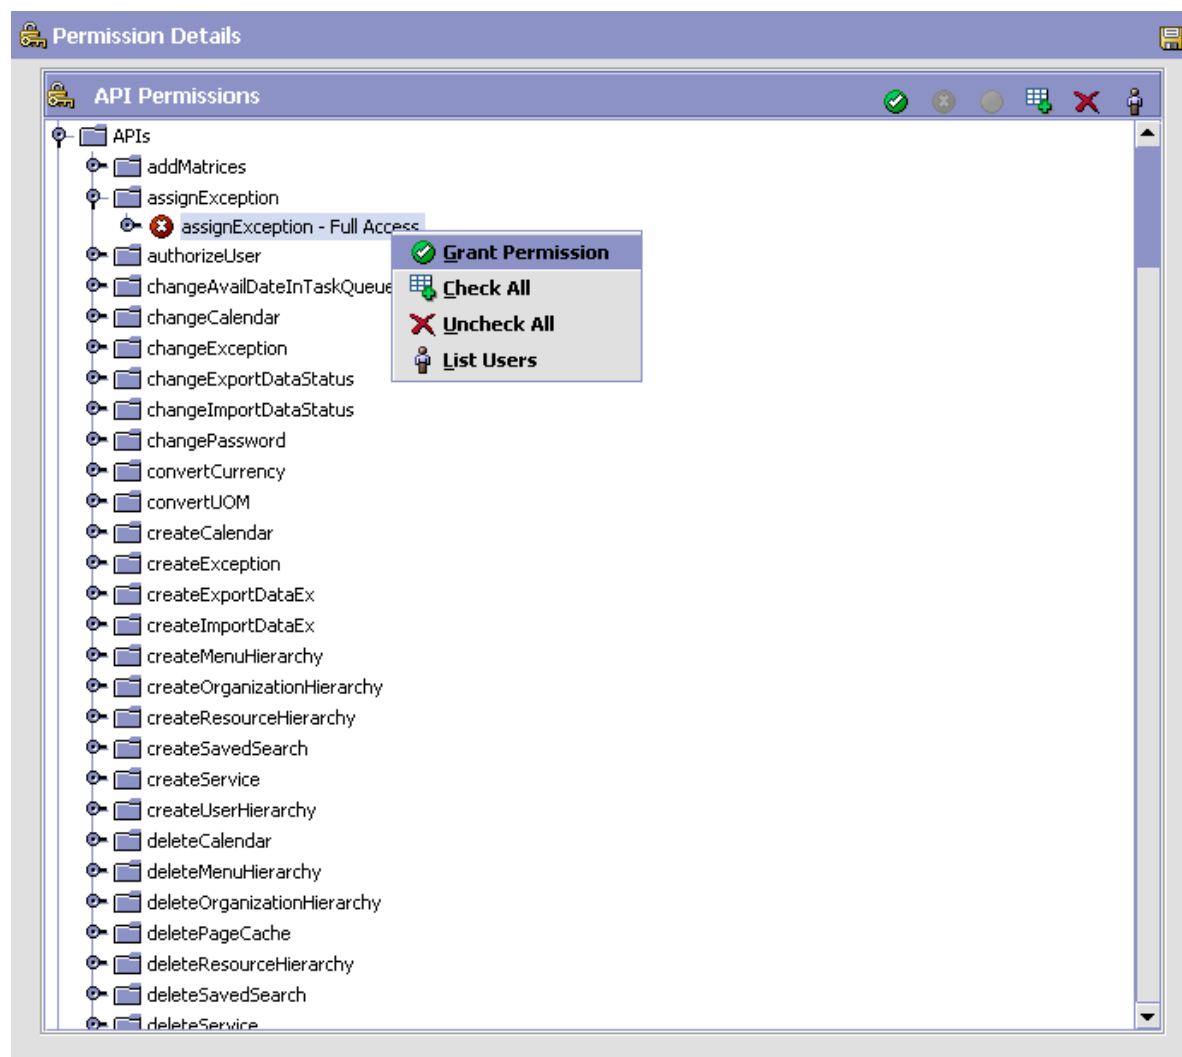 Permission Details
API Permissions
APIs
addMatrices
assignException
assignException - Full Access
Grant Permission
authorizeUser
changeAvailDateInTaskQueue
Check All
changeCalendar
Uncheck All
changeException
List Users
changeExportDataStatus
changeImportDataStatus
changePassword
convertCurrency
convertUOM
createCalendar
createException
createExportDataEx
createImportDataEx
createMenuHierarchy
createOrganizationHierarchy
createResourceHierarchy
createSavedSearch
createService
createUserHierarchy
deleteCalendar
deleteMenuHierarchy
deleteOrganizationHierarchy
deletePageCache
deleteResourceHierarchy
deleteSavedSearch
deleteService